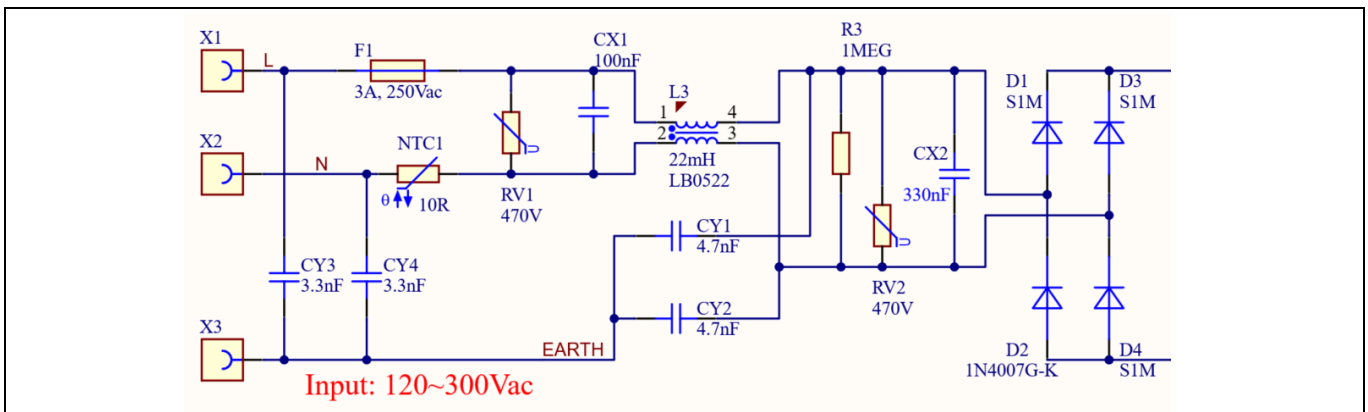 X1
L
F1
3A, 250Vac
CX1
100nF
R3
1MEG
L3
1
4
2
3
22mH
LB0522
D1
S1M
D3
S1M
X2
N
NTC1
θ
10R
U
RV1
470V
CX2
330nF
CY1
4.7nF
U
RV2
470V
CY3
3.3nF
CY4
3.3nF
CY2
4.7nF
X3
EARTH
D2
1N4007G-K
D4
S1M
Input: 120~300Vac